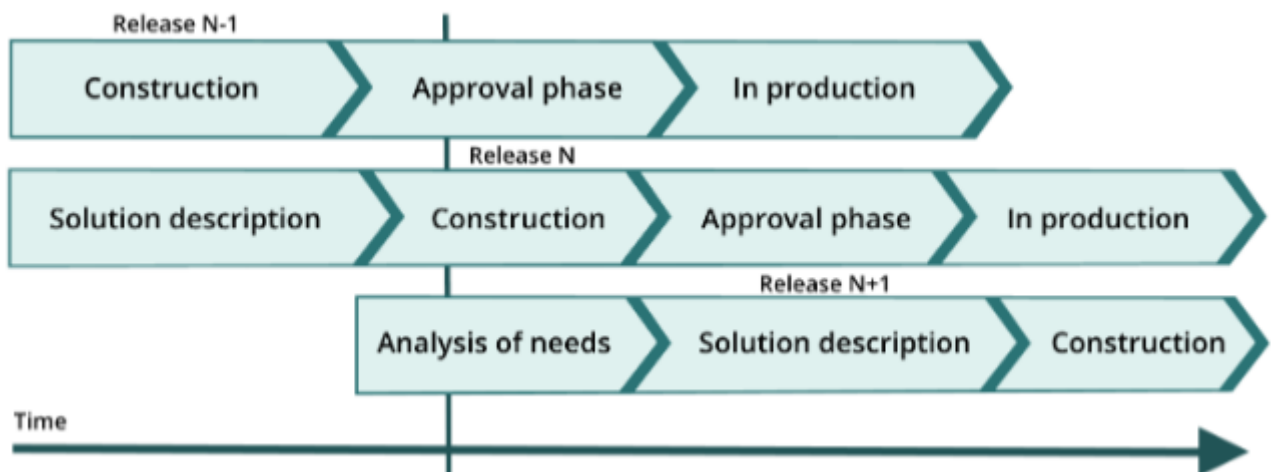 Release N-1
Construction Approval phase In production
Release N
Solution description Construction Approval phase In production
Release N+1
Analysis of needs Solution description Construction
Time